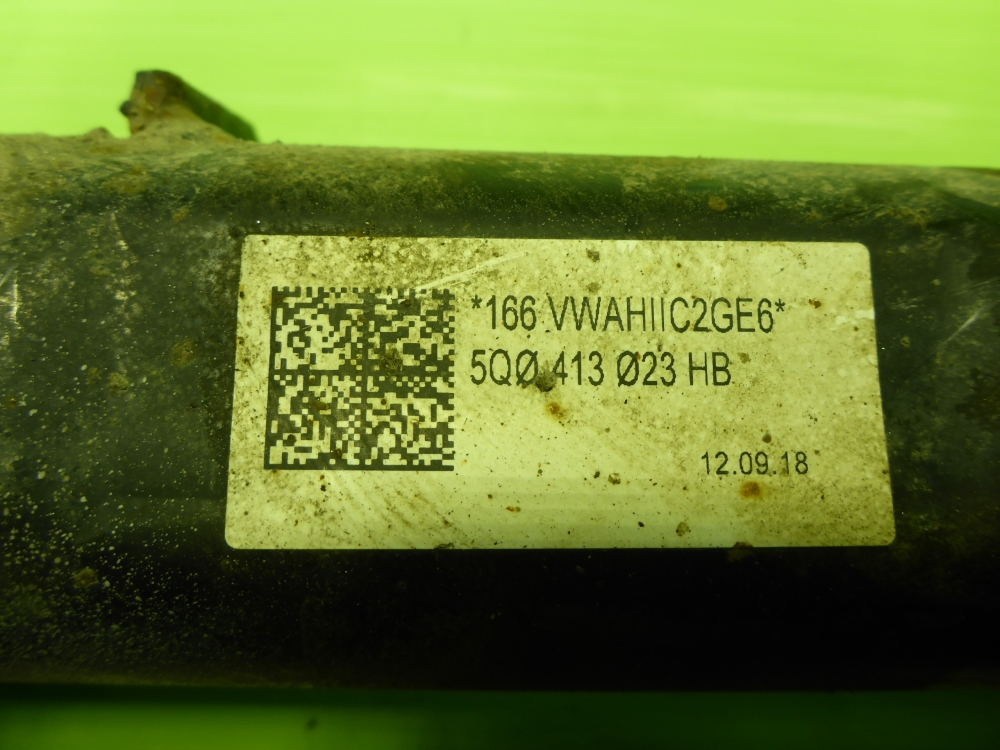 *166 VWAHIIC2GE6*
5QØ 413 Ø23 HB
12.09.18